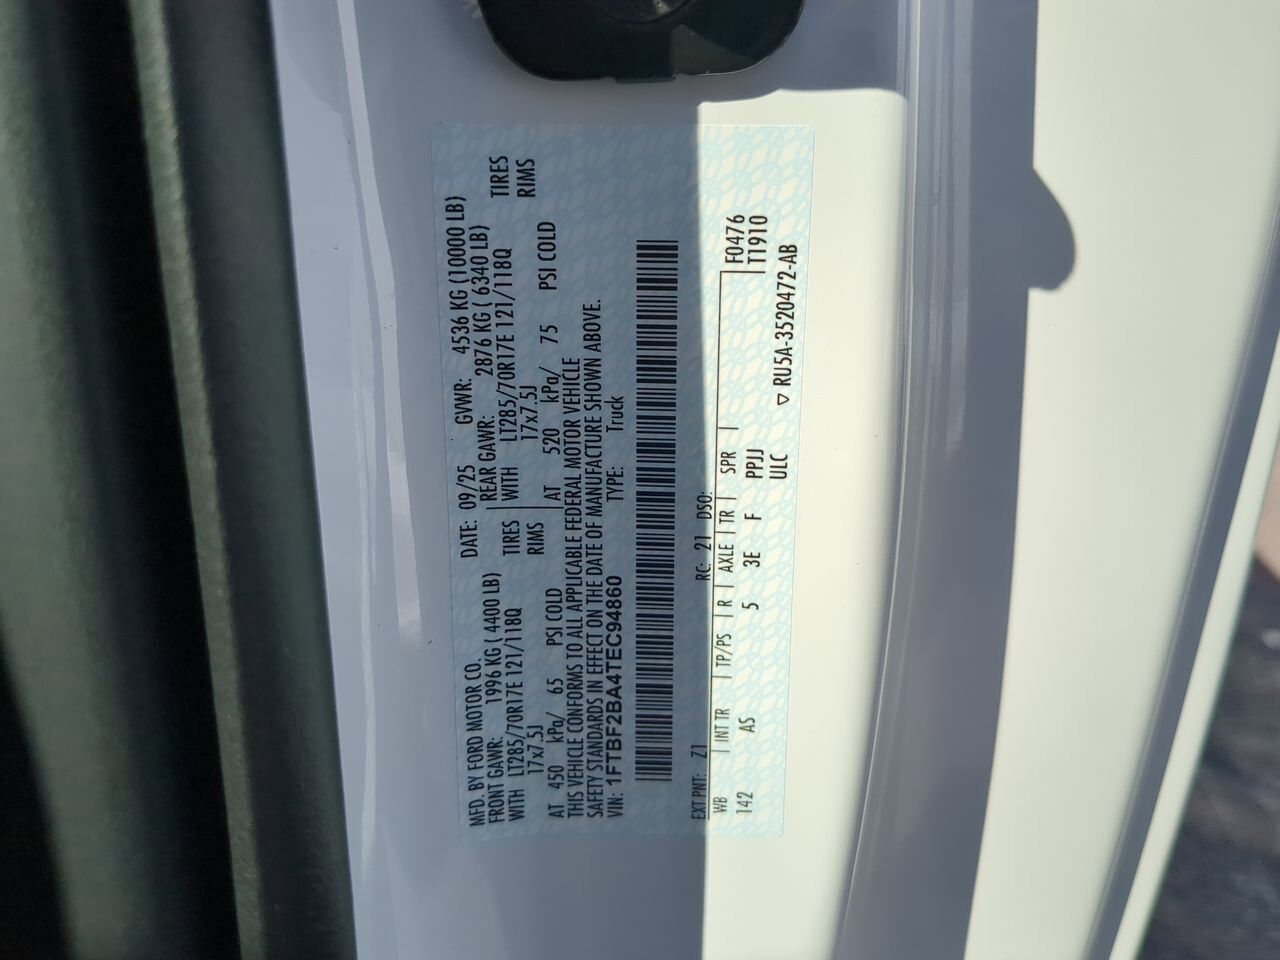 MFD. BY FORD MOTOR CO. DATE: 09/25 GVWR: 4536 KG (10000 LB)
FRONT GAWR: 1996 KG ( 4400 LB) REAR GAWR: 2876 KG ( 6340 LB)
WITH LT285/70R17E 121/118Q TIRES WITH LT285/70R17E 121/118Q TIRES
17x7.5J RIMS 17x7.5J RIMS
AT 450 kPa/ 65 PSI COLD AT 520 kPa/ 75 PSI COLD
THIS VEHICLE CONFORMS TO ALL APPLICABLE FEDERAL MOTOR VEHICLE
SAFETY STANDARDS IN EFFECT ON THE DATE OF MANUFACTURE SHOWN ABOVE.
VIN: 1FTBF2BA4TEC94860 TYPE: Truck
EXT PNT: Z1 RC: 21 DSO:
WB INT TR TP/PS R AXLE TR SPR F0476
142 AS 5 3E F PPJJ T1910
ULC ▽ RU5A-3520472-AB